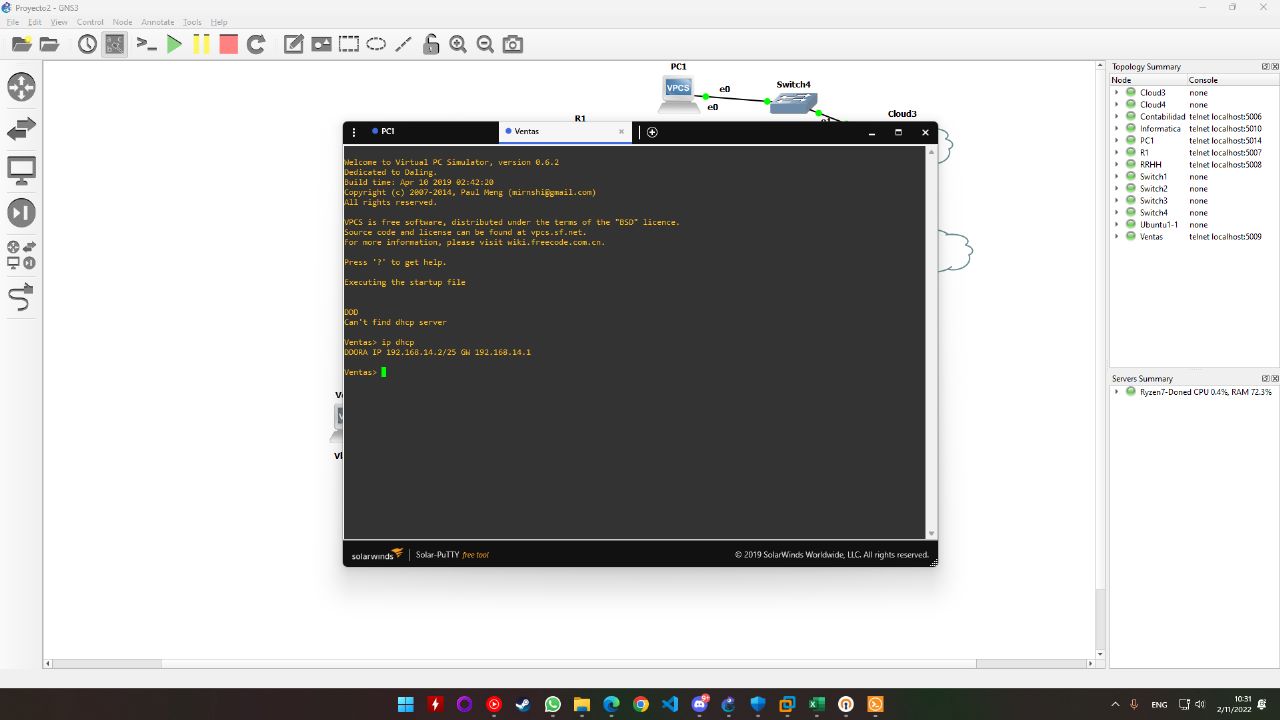 Proyecto2 - GNS3
File Edit View Control Node Annotate Tools Help
PC1
VPCS
e0
e0
Switch4
Cloud3
R1
PC1
Ventas
Welcome to Virtual PC Simulator, version 0.6.2
Dedicated to Daling.
Build time: Apr 10 2019 02:42:20
Copyright (c) 2007-2014, Paul Meng (mirnshi@gmail.com)
All rights reserved.
VPCS is free software, distributed under the terms of the "BSD" licence.
Source code and license can be found at vpcs.sf.net.
For more information, please visit wiki.freecode.com.cn.
Press '?' to get help.
Executing the startup file
DDD
Can't find dhcp server
Ventas> ip dhcp
DDORA IP 192.168.14.2/25 GW 192.168.14.1
Ventas>
solarwinds
Solar-PuTTY free tool
© 2019 SolarWinds Worldwide, LLC. All rights reserved.
Topology Summary
Node Console
Cloud3 none
Cloud4 none
Contabilidad telnet localhost:5006
Informatica telnet localhost:5010
PC1 telnet localhost:5014
R1 telnet localhost:5007
RRHH telnet localhost:5008
Switch1 none
Switch2 none
Switch3 none
Switch4 none
Ubuntu1-1 none
Ventas telnet localhost:5009
Servers Summary
Ryzen7-Doned CPU 0.4%, RAM 72.3%
ENG
10:31
2/11/2022